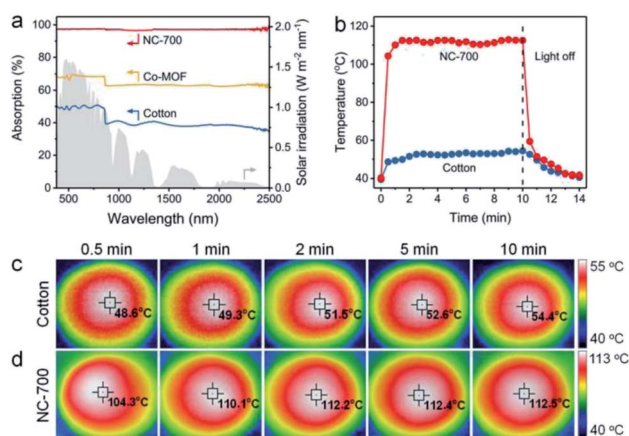 a
100
80
60
40
20
0
Absorption (%)
NC-700
Co-MOF
Cotton
2.0
1.5
1.0
0.5
0.0
Solar irradiation (W m⁻² nm⁻¹)
500 1000 1500 2000 2500
Wavelength (nm)
b
120
100
80
60
40
Temperature (°C)
NC-700
Light off
Cotton
0 2 4 6 8 10 12 14
Time (min)
0.5 min 1 min 2 min 5 min 10 min
c
Cotton
48.6°C 49.3°C 51.5°C 52.6°C 54.4°C
55 °C
40 °C
d
NC-700
104.3°C 110.1°C 112.2°C 112.4°C 112.5°C
113 °C
40 °C